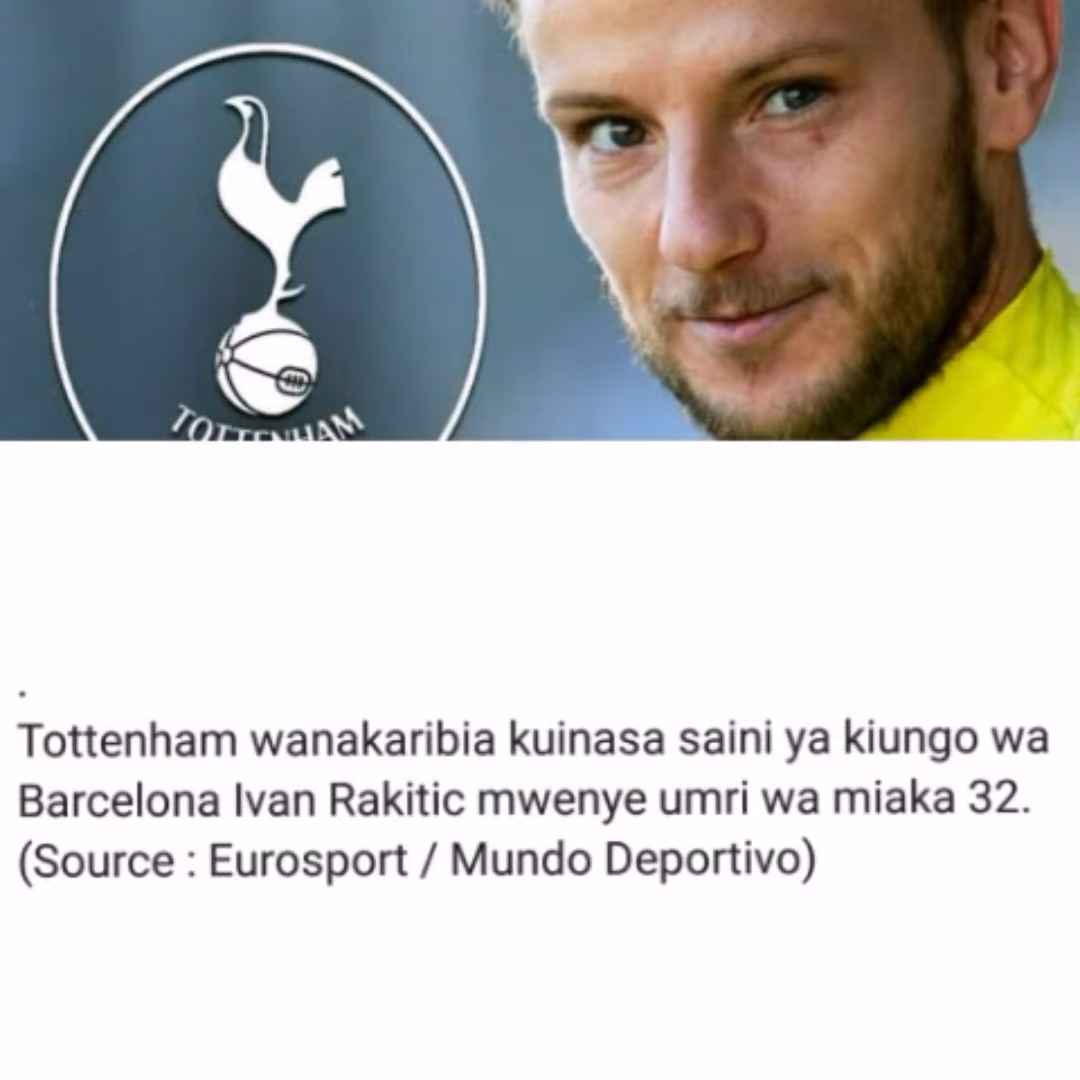 TOTTENHAM
.
Tottenham wanakaribia kuinasa saini ya kiungo wa
Barcelona Ivan Rakitic mwenye umri wa miaka 32.
(Source : Eurosport / Mundo Deportivo)